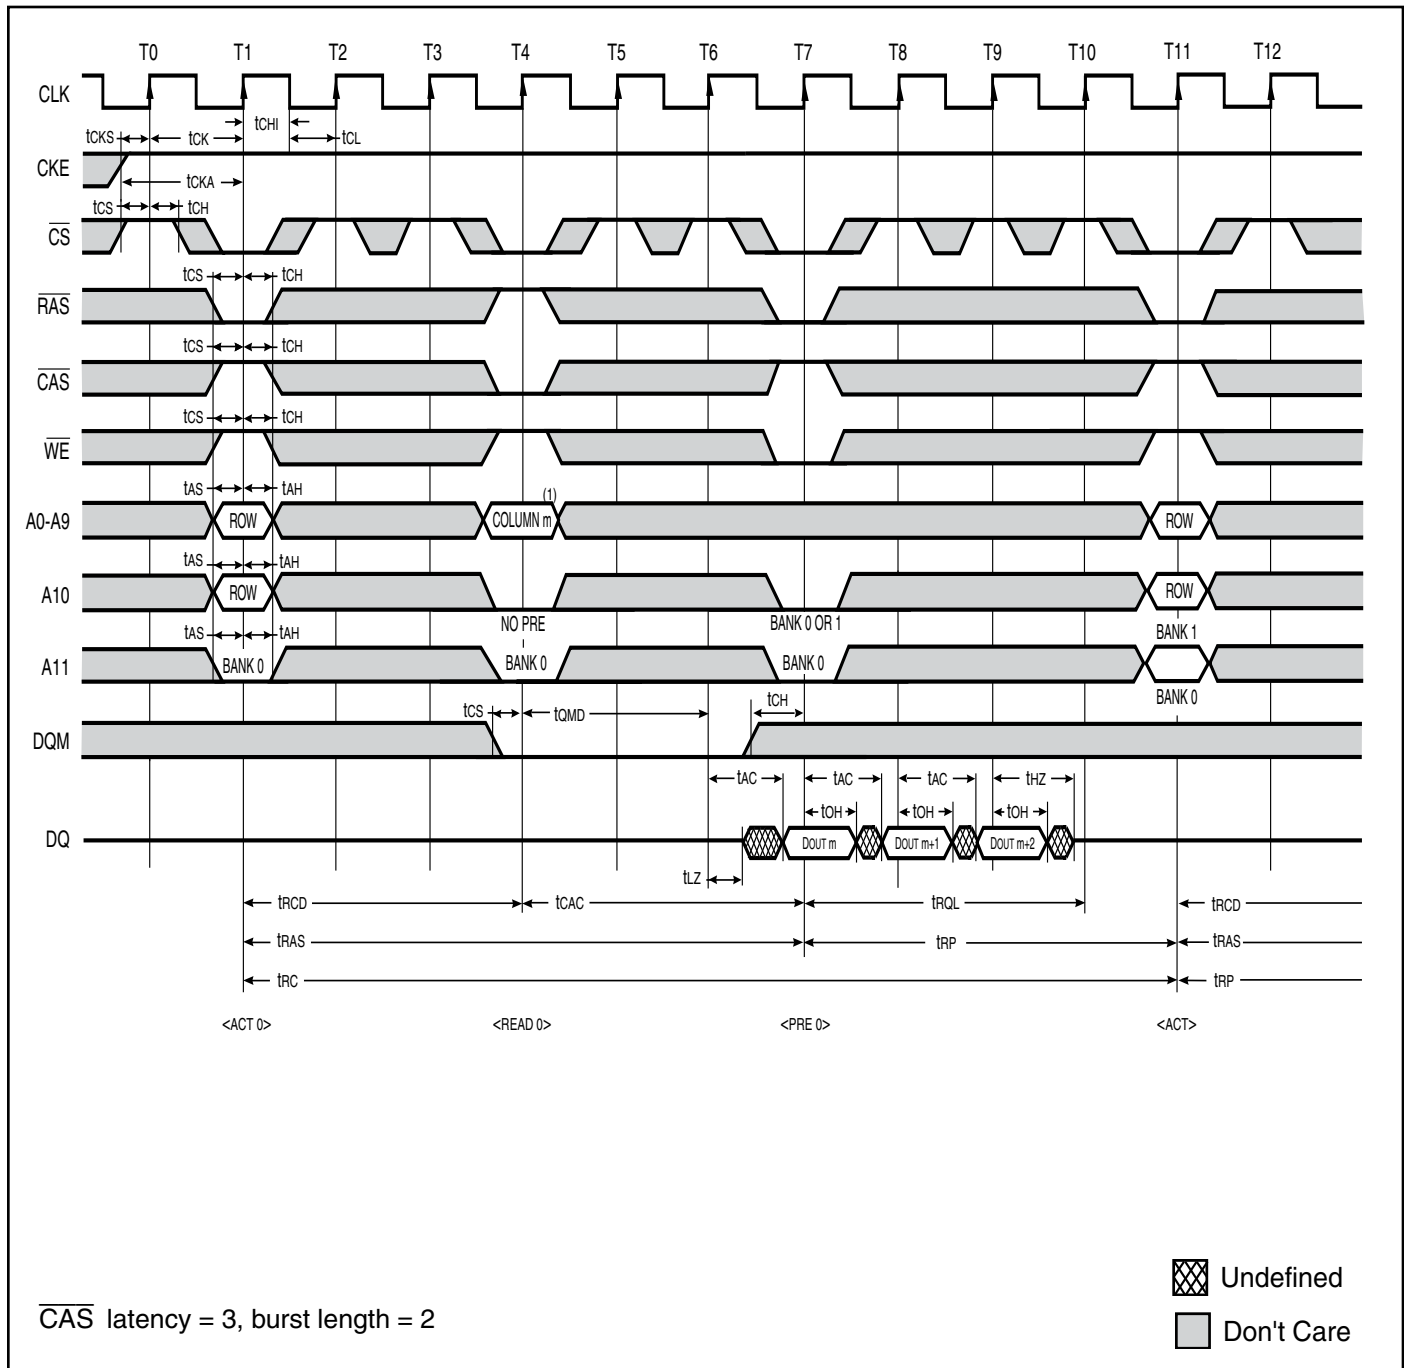 T0 T1 T2 T3 T4 T5 T6 T7 T8 T9 T10 T11 T12
CLK
tCHI
tCKS tCK tCL
CKE
tCKA
tCS tCH
CS
tCS tCH
RAS
tCS tCH
CAS
tCS tCH
WE
tAS tAH
(1)
A0-A9 ROW COLUMN m ROW
tAS tAH
A10 ROW ROW
NO PRE BANK 0 OR 1
tAS tAH BANK 1
A11 BANK 0 BANK 0 BANK 0
BANK 0
tCS tQMD tCH
DQM
tAC tAC tAC tHZ
tOH tOH tOH
DQ DOUT m DOUT m+1 DOUT m+2
tLZ
tRCD tCAC tRQL tRCD
tRAS tRP tRAS
tRC tRP
<ACT 0> <READ 0> <PRE 0> <ACT>
Undefined
CAS latency = 3, burst length = 2
Don't Care